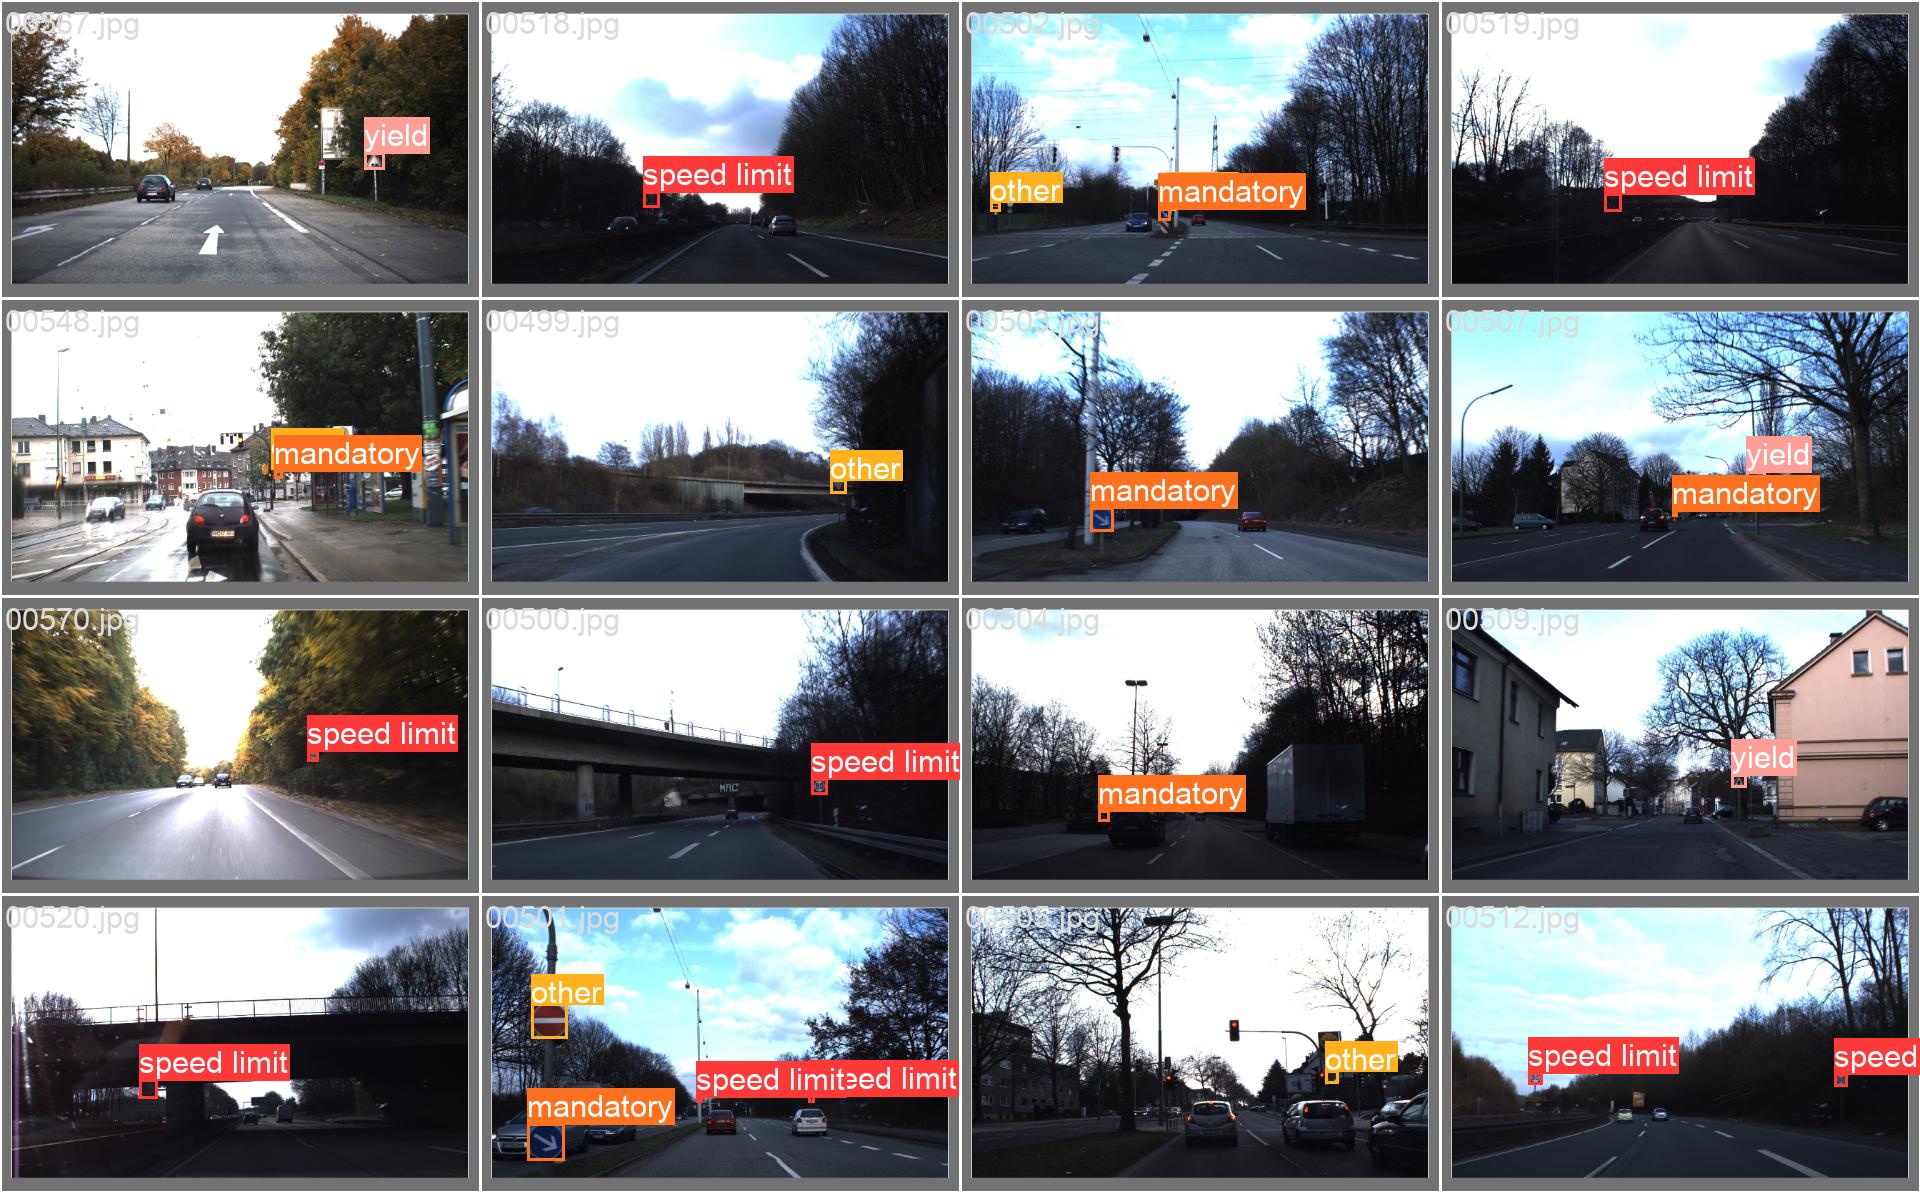 00567.jpg
yield
00518.jpg
speed limit
00502.jpg
other
mandatory
00519.jpg
speed limit
00548.jpg
mandatory
00499.jpg
other
00503.jpg
mandatory
00507.jpg
yield
mandatory
00570.jpg
speed limit
00500.jpg
MAC
speed limit
00504.jpg
mandatory
00509.jpg
yield
00520.jpg
speed limit
00501.jpg
other
speed limit
eed limit
mandatory
00505.jpg
other
00512.jpg
speed limit
speed